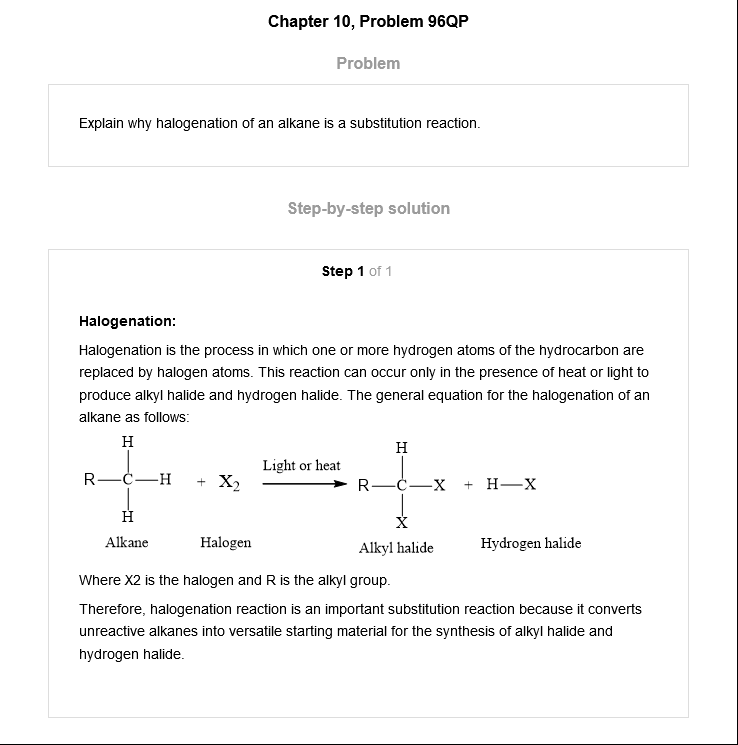 Chapter 10, Problem 96QP
Problem
Explain why halogenation of an alkane is a substitution reaction.
Step-by-step solution
Step 1 of 1
Halogenation:
Halogenation is the process in which one or more hydrogen atoms of the hydrocarbon are
replaced by halogen atoms. This reaction can occur only in the presence of heat or light to
produce alkyl halide and hydrogen halide. The general equation for the halogenation of an
alkane as follows:
H
H
Light or heat
R—C—H + X₂
R—C—X + H—X
H
X
Alkane Halogen
Alkyl halide Hydrogen halide
Where X2 is the halogen and R is the alkyl group.
Therefore, halogenation reaction is an important substitution reaction because it converts
unreactive alkanes into versatile starting material for the synthesis of alkyl halide and
hydrogen halide.